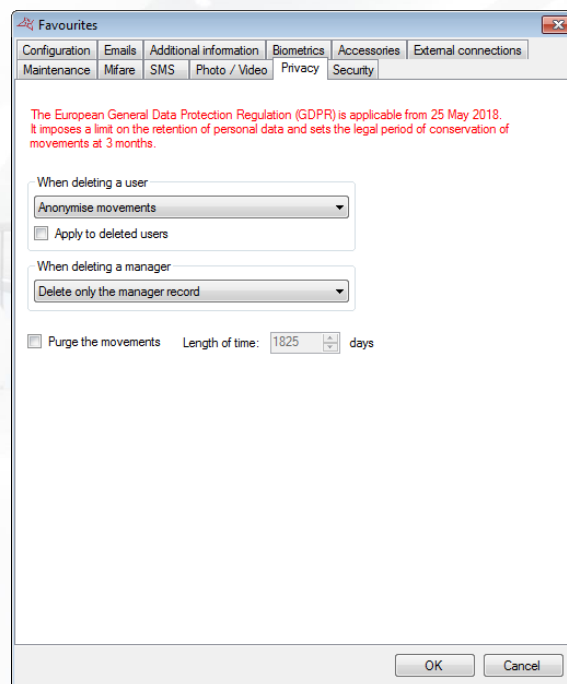 Favourites
Configuration Emails Additional information Biometrics Accessories External connections
Maintenance Mifare SMS Photo / Video Privacy Security
The European General Data Protection Regulation (GDPR) is applicable from 25 May 2018.
It imposes a limit on the retention of personal data and sets the legal period of conservation of
movements at 3 months.
When deleting a user
Anonymise movements
Apply to deleted users
When deleting a manager
Delete only the manager record
Purge the movements Length of time: 1825 days
OK Cancel